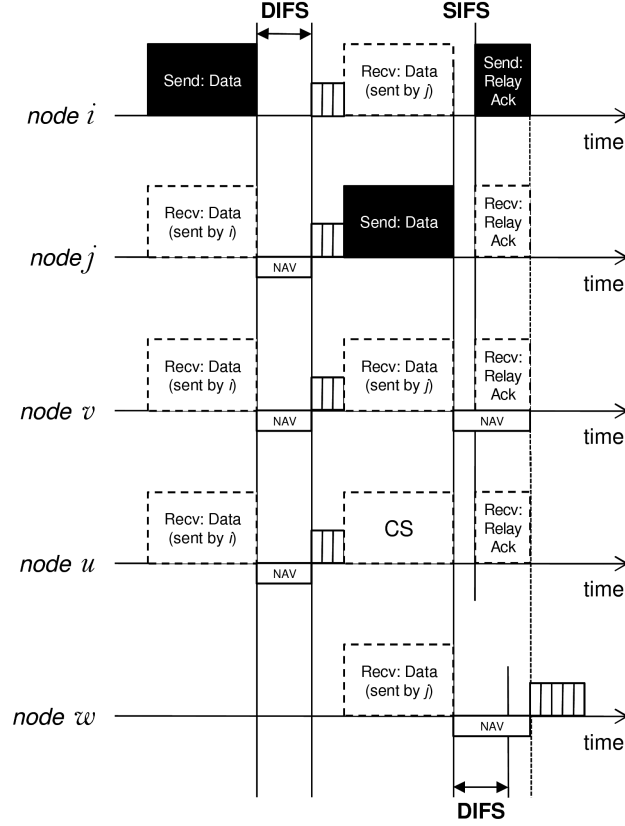 DIFS
SIFS
Send: Data
Recv: Data
(sent by j)
Send:
Relay
Ack
node i
time
Recv: Data
(sent by i)
Send: Data
Recv:
Relay
Ack
node j
NAV
time
Recv: Data
(sent by i)
Recv: Data
(sent by j)
Recv:
Relay
Ack
node v
NAV
NAV
time
Recv: Data
(sent by i)
CS
Recv:
Relay
Ack
node u
NAV
time
Recv: Data
(sent by j)
node w
NAV
time
DIFS